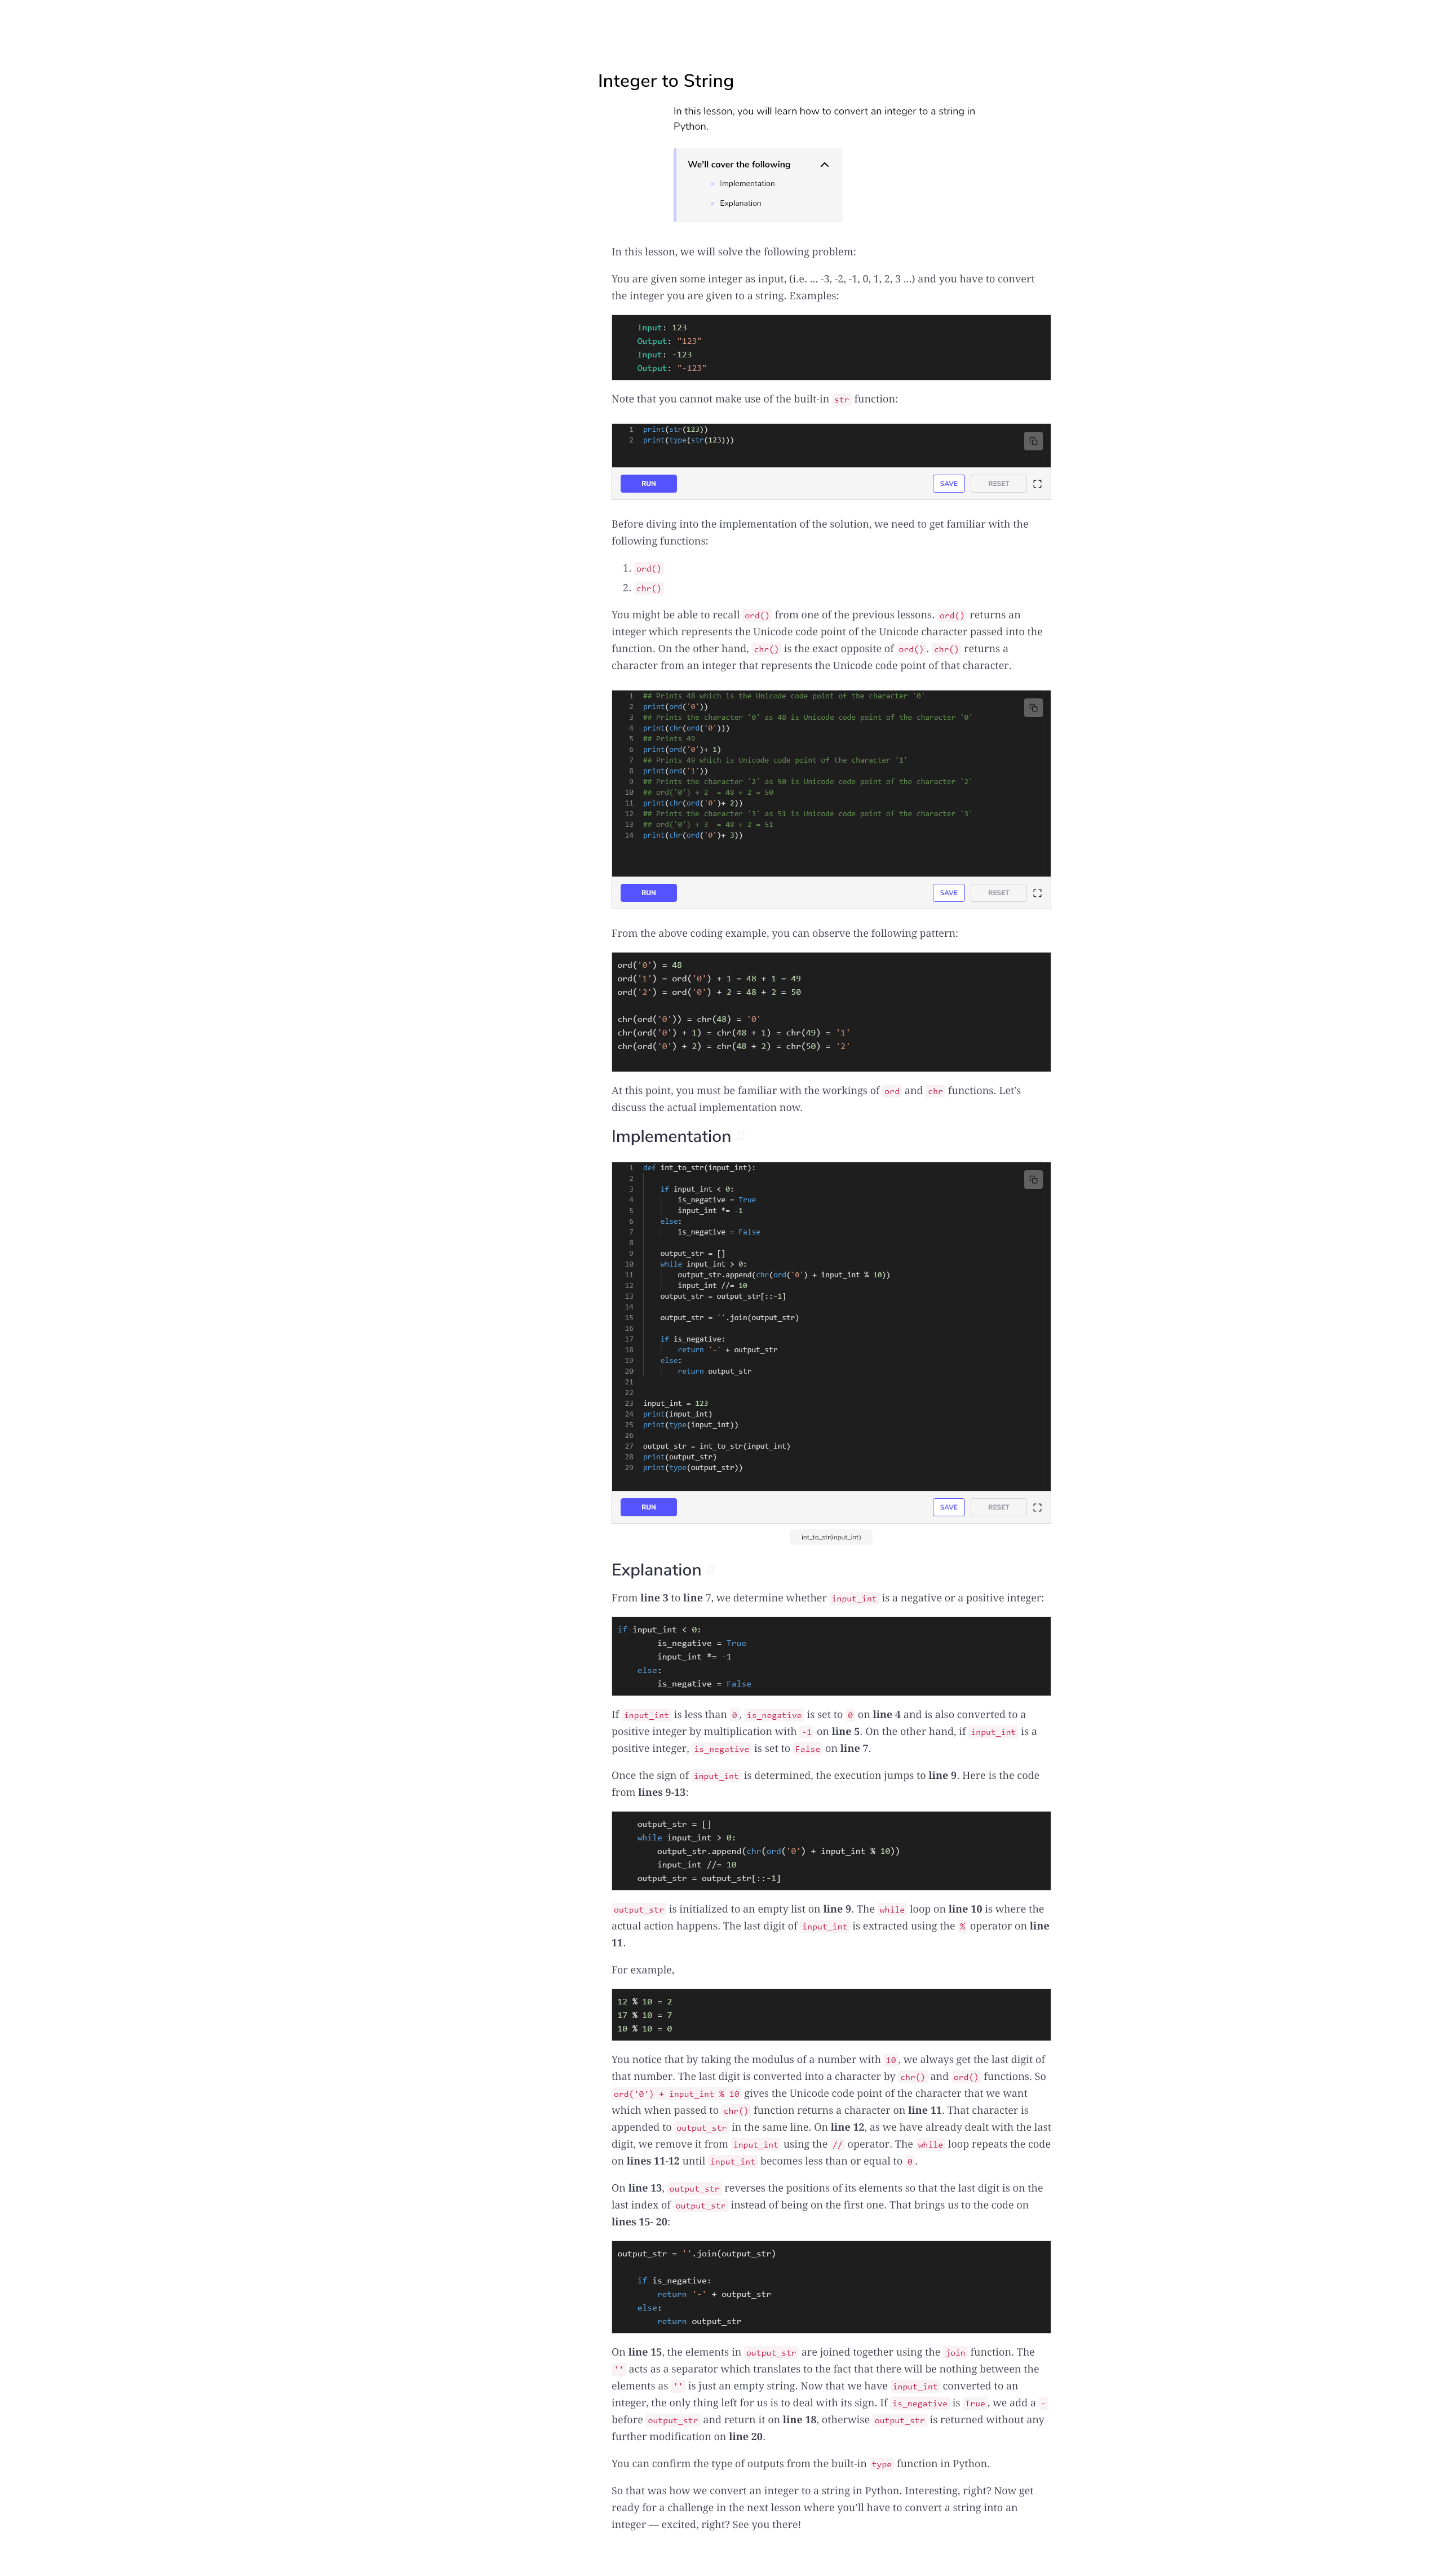 Integer to String
In this lesson, you will learn how to convert an integer to a string in
Python.
We'll cover the following
Implementation
Explanation
In this lesson, we will solve the following problem:
You are given some integer as input, (i.e. ... -3, -2, -1, 0, 1, 2, 3 ...) and you have to convert
the integer you are given to a string. Examples:
Input: 123
Output: "123"
Input: -123
Output: "-123"
Note that you cannot make use of the built-in str function:
1 print(str(123))
2 print(type(str(123)))
RUN SAVE RESET
Before diving into the implementation of the solution, we need to get familiar with the
following functions:
1. ord()
2. chr()
You might be able to recall ord() from one of the previous lessons. ord() returns an
integer which represents the Unicode code point of the Unicode character passed into the
function. On the other hand, chr() is the exact opposite of ord(). chr() returns a
character from an integer that represents the Unicode code point of that character.
1 ## Prints 48 which is the Unicode code point of the character '0'
2 print(ord('0'))
3 ## Prints the character '0' as 48 is Unicode code point of the character '0'
4 print(chr(ord('0')))
5 ## Prints 49
6 print(ord('0')+ 1)
7 ## Prints 49 which is Unicode code point of the character '1'
8 print(ord('1'))
9 ## Prints the character '2' as 50 is Unicode code point of the character '2'
10 ## ord('0') + 2  = 48 + 2 = 50
11 print(chr(ord('0')+ 2))
12 ## Prints the character '3' as 51 is Unicode code point of the character '3'
13 ## ord('0') + 3  = 48 + 2 = 51
14 print(chr(ord('0')+ 3))
RUN SAVE RESET
From the above coding example, you can observe the following pattern:
ord('0') = 48
ord('1') = ord('0') + 1 = 48 + 1 = 49
ord('2') = ord('0') + 2 = 48 + 2 = 50
chr(ord('0')) = chr(48) = '0'
chr(ord('0') + 1) = chr(48 + 1) = chr(49) = '1'
chr(ord('0') + 2) = chr(48 + 2) = chr(50) = '2'
At this point, you must be familiar with the workings of ord and chr functions. Let's
discuss the actual implementation now.
Implementation #
1 def int_to_str(input_int):
2
3 if input_int < 0:
4 is_negative = True
5 input_int *= -1
6 else:
7 is_negative = False
8
9 output_str = []
10 while input_int > 0:
11 output_str.append(chr(ord('0') + input_int % 10))
12 input_int //= 10
13 output_str = output_str[::-1]
14
15 output_str = ''.join(output_str)
16
17 if is_negative:
18 return '-' + output_str
19 else:
20 return output_str
21
22
23 input_int = 123
24 print(input_int)
25 print(type(input_int))
26
27 output_str = int_to_str(input_int)
28 print(output_str)
29 print(type(output_str))
RUN SAVE RESET
int_to_str(input_int)
Explanation #
From line 3 to line 7, we determine whether input_int is a negative or a positive integer:
if input_int < 0:
is_negative = True
input_int *= -1
else:
is_negative = False
If input_int is less than 0, is_negative is set to 0 on line 4 and is also converted to a
positive integer by multiplication with -1 on line 5. On the other hand, if input_int is a
positive integer, is_negative is set to False on line 7.
Once the sign of input_int is determined, the execution jumps to line 9. Here is the code
from lines 9-13:
output_str = []
while input_int > 0:
output_str.append(chr(ord('0') + input_int % 10))
input_int //= 10
output_str = output_str[::-1]
output_str is initialized to an empty list on line 9. The while loop on line 10 is where the
actual action happens. The last digit of input_int is extracted using the % operator on line
11.
For example,
12 % 10 = 2
17 % 10 = 7
10 % 10 = 0
You notice that by taking the modulus of a number with 10, we always get the last digit of
that number. The last digit is converted into a character by chr() and ord() functions. So
ord('0') + input_int % 10 gives the Unicode code point of the character that we want
which when passed to chr() function returns a character on line 11. That character is
appended to output_str in the same line. On line 12, as we have already dealt with the last
digit, we remove it from input_int using the // operator. The while loop repeats the code
on lines 11-12 until input_int becomes less than or equal to 0.
On line 13, output_str reverses the positions of its elements so that the last digit is on the
last index of output_str instead of being on the first one. That brings us to the code on
lines 15- 20:
output_str = ''.join(output_str)
if is_negative:
return '-' + output_str
else:
return output_str
On line 15, the elements in output_str are joined together using the join function. The
'' acts as a separator which translates to the fact that there will be nothing between the
elements as '' is just an empty string. Now that we have input_int converted to an
integer, the only thing left for us is to deal with its sign. If is_negative is True, we add a -
before output_str and return it on line 18, otherwise output_str is returned without any
further modification on line 20.
You can confirm the type of outputs from the built-in type function in Python.
So that was how we convert an integer to a string in Python. Interesting, right? Now get
ready for a challenge in the next lesson where you'll have to convert a string into an
integer — excited, right? See you there!